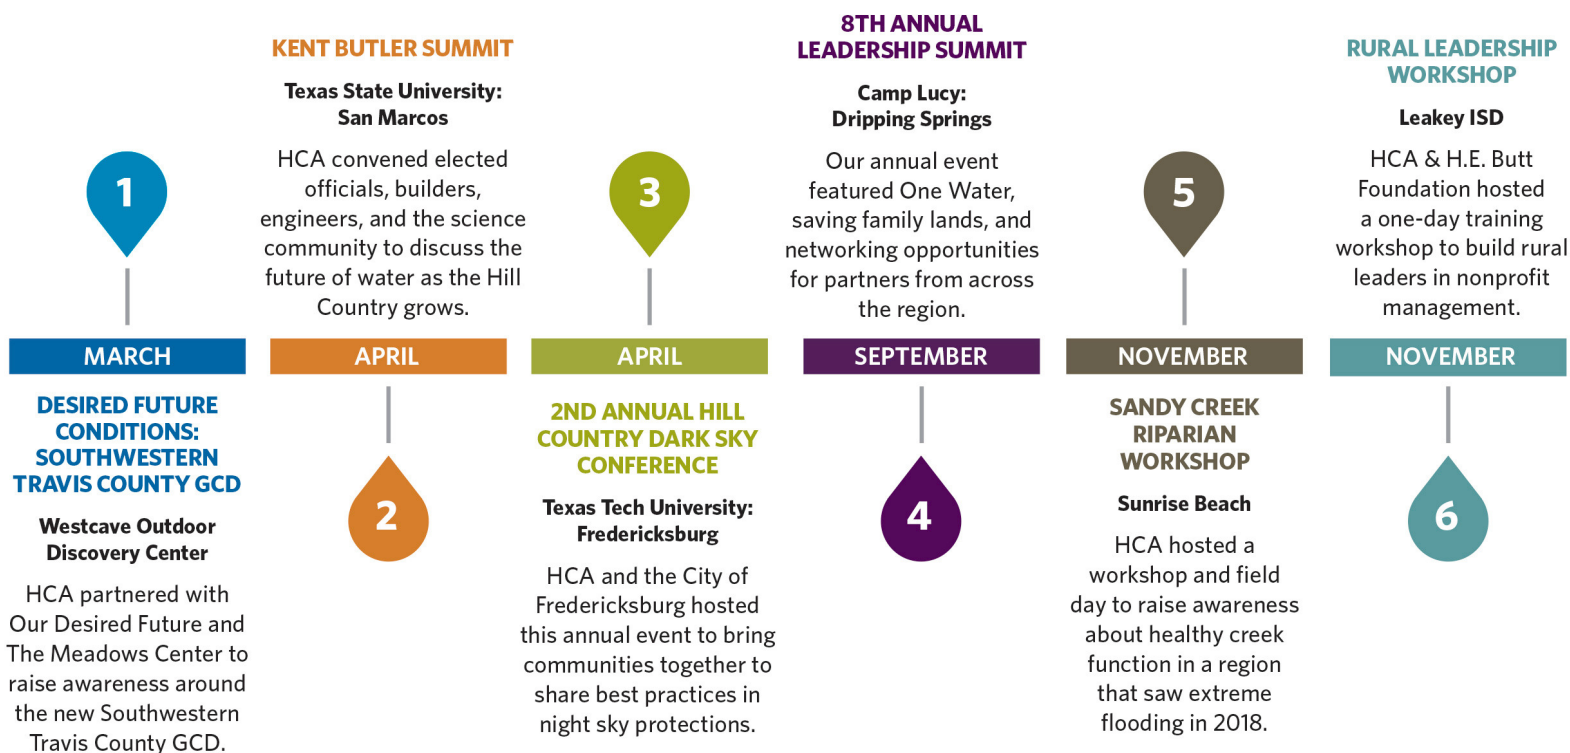 1
MARCH
DESIRED FUTURE
CONDITIONS:
SOUTHWESTERN
TRAVIS COUNTY GCD
Westcave Outdoor
Discovery Center
HCA partnered with
Our Desired Future and
The Meadows Center to
raise awareness around
the new Southwestern
Travis County GCD.
KENT BUTLER SUMMIT
Texas State University:
San Marcos
HCA convened elected
officials, builders,
engineers, and the science
community to discuss the
future of water as the Hill
Country grows.
APRIL
2
3
APRIL
2ND ANNUAL HILL
COUNTRY DARK SKY
CONFERENCE
Texas Tech University:
Fredericksburg
HCA and the City of
Fredericksburg hosted
this annual event to bring
communities together to
share best practices in
night sky protections.
8TH ANNUAL
LEADERSHIP SUMMIT
Camp Lucy:
Dripping Springs
Our annual event
featured One Water,
saving family lands, and
networking opportunities
for partners from across
the region.
SEPTEMBER
4
5
NOVEMBER
SANDY CREEK
RIPARIAN
WORKSHOP
Sunrise Beach
HCA hosted a
workshop and field
day to raise awareness
about healthy creek
function in a region
that saw extreme
flooding in 2018.
RURAL LEADERSHIP
WORKSHOP
Leakey ISD
HCA & H.E. Butt
Foundation hosted
a one-day training
workshop to build rural
leaders in nonprofit
management.
NOVEMBER
6